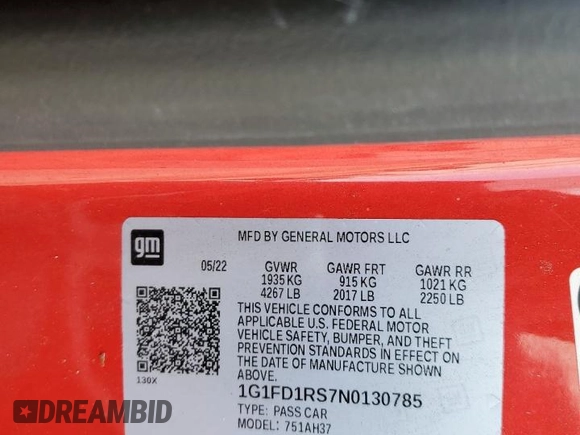 gm
MFD BY GENERAL MOTORS LLC
05/22 GVWR GAWR FRT GAWR RR
1935 KG 915 KG 1021 KG
4267 LB 2017 LB 2250 LB
THIS VEHICLE CONFORMS TO ALL
APPLICABLE U.S. FEDERAL MOTOR
VEHICLE SAFETY, BUMPER, AND THEFT
PREVENTION STANDARDS IN EFFECT ON
THE DATE OF MANUFACTURE SHOWN
ABOVE.
130X
1G1FD1RS7N0130785
TYPE: PASS CAR
MODEL: 751AH37
DREAMBID